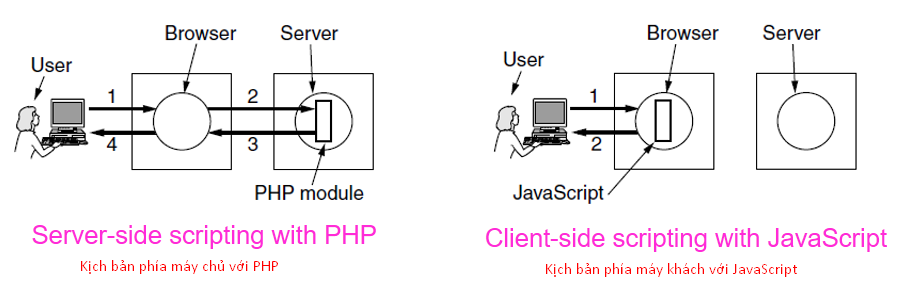 Browser
Server
User
1
2
4
3
PHP module
Server-side scripting with PHP
Kịch bản phía máy chủ với PHP
Browser
Server
User
1
2
JavaScript
Client-side scripting with JavaScript
Kịch bản phía máy khách với JavaScript